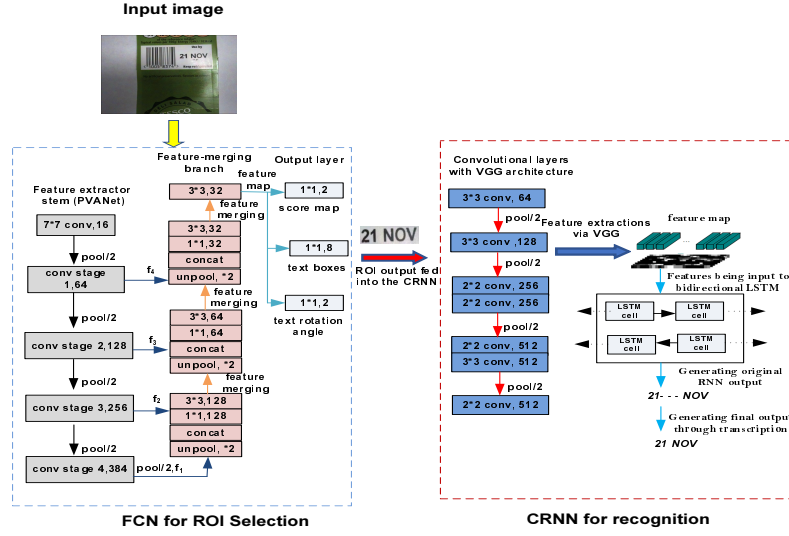 Input image
21 NOV
Feature extractor
stem (PVANet)
7*7 conv,16
pool/2
conv stage
1,64
pool/2
conv stage 2,128
pool/2
conv stage 3,256
pool/2
conv stage 4,384
f₄
f₃
f₂
pool/2,f₁
Feature-merging
branch
3*3,32
feature
merging
3*3,32
1*1,32
concat
unpool, *2
feature
merging
3*3,64
1*1,64
concat
unpool, *2
feature
merging
3*3,128
1*1,128
concat
unpool, *2
feature
map
Output layer
1*1,2
score map
1*1,8
text boxes
1*1,2
text rotation
angle
FCN for ROI Selection
21 NOV
ROI output fed
into the CRNN
Convolutional layers
with VGG architecture
3*3 conv, 64
pool/2
3*3 conv ,128
pool/2
2*2 conv, 256
2*2 conv, 256
pool/2
2*2 conv, 512
3*3 conv, 512
pool/2
2*2 conv, 512
Feature extractions
via VGG
feature map
Features being input to
bidirectional LSTM
LSTM
cell
LSTM
cell
LSTM
cell
LSTM
cell
Generating original
RNN output
21- - - NOV
Generating final output
through transcription
21 NOV
CRNN for recognition